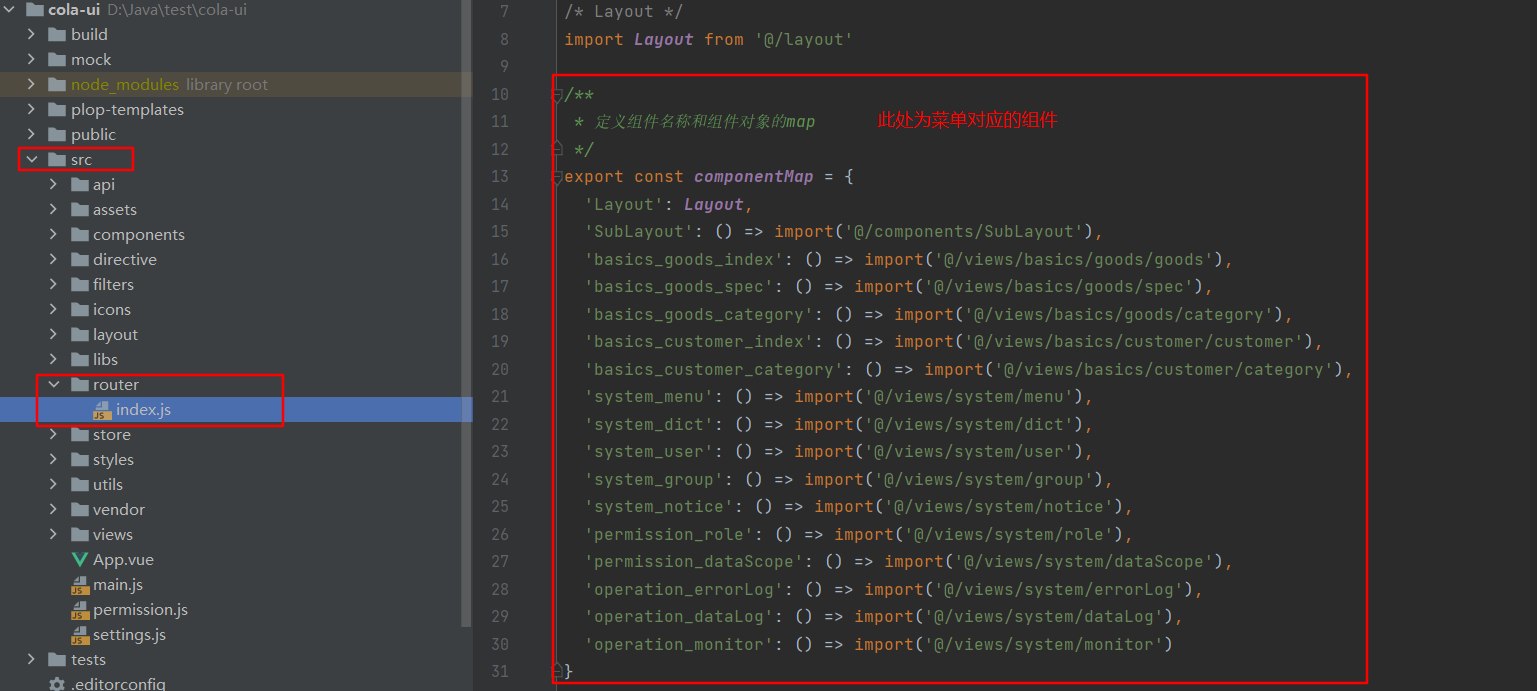 cola-ui D:\Java\test\cola-ui
build
mock
node_modules library root
plop-templates
public
src
api
assets
components
directive
filters
icons
layout
libs
router
index.js
store
styles
utils
vendor
views
App.vue
main.js
permission.js
settings.js
tests
.editorconfig
7 /* Layout */
8 import Layout from '@/layout'
9
10 /**
11 * 定义组件名称和组件对象的map 此处为菜单对应的组件
12 */
13 export const componentMap = {
14 'Layout': Layout,
15 'SubLayout': () => import('@/components/SubLayout'),
16 'basics_goods_index': () => import('@/views/basics/goods/goods'),
17 'basics_goods_spec': () => import('@/views/basics/goods/spec'),
18 'basics_goods_category': () => import('@/views/basics/goods/category'),
19 'basics_customer_index': () => import('@/views/basics/customer/customer'),
20 'basics_customer_category': () => import('@/views/basics/customer/category'),
21 'system_menu': () => import('@/views/system/menu'),
22 'system_dict': () => import('@/views/system/dict'),
23 'system_user': () => import('@/views/system/user'),
24 'system_group': () => import('@/views/system/group'),
25 'system_notice': () => import('@/views/system/notice'),
26 'permission_role': () => import('@/views/system/role'),
27 'permission_dataScope': () => import('@/views/system/dataScope'),
28 'operation_errorLog': () => import('@/views/system/errorLog'),
29 'operation_dataLog': () => import('@/views/system/dataLog'),
30 'operation_monitor': () => import('@/views/system/monitor')
31 }